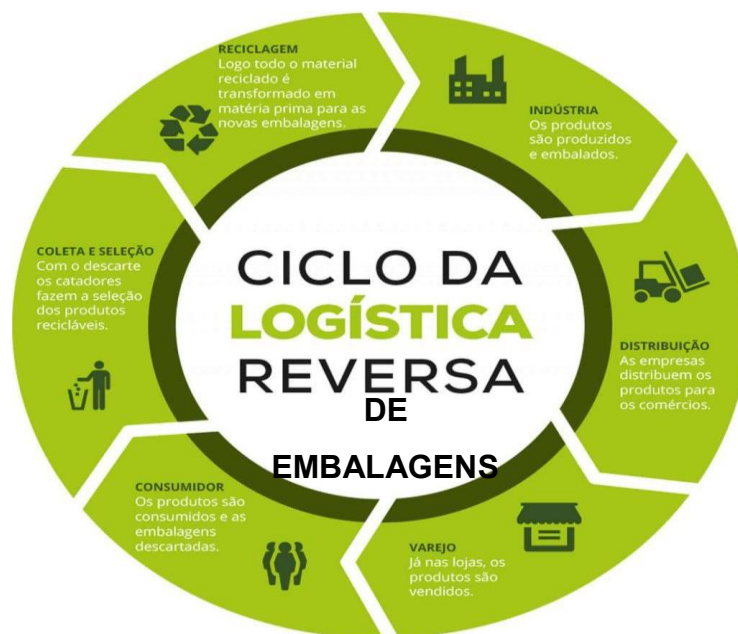 CICLO DA
LOGÍSTICA
REVERSA
DE
EMBALAGENS
INDÚSTRIA
Os produtos
são produzidos
e embalados.
DISTRIBUIÇÃO
As empresas
distribuem os
produtos para
os comércios.
VAREJO
Já nas lojas, os
produtos são
vendidos.
CONSUMIDOR
Os produtos são
consumidos e as
embalagens
descartadas.
COLETA E SELEÇÃO
Com o descarte
os catadores
fazem a seleção
dos produtos
recicláveis.
RECICLAGEM
Logo todo o material
reciclado é
transformado em
matéria prima para as
novas embalagens.